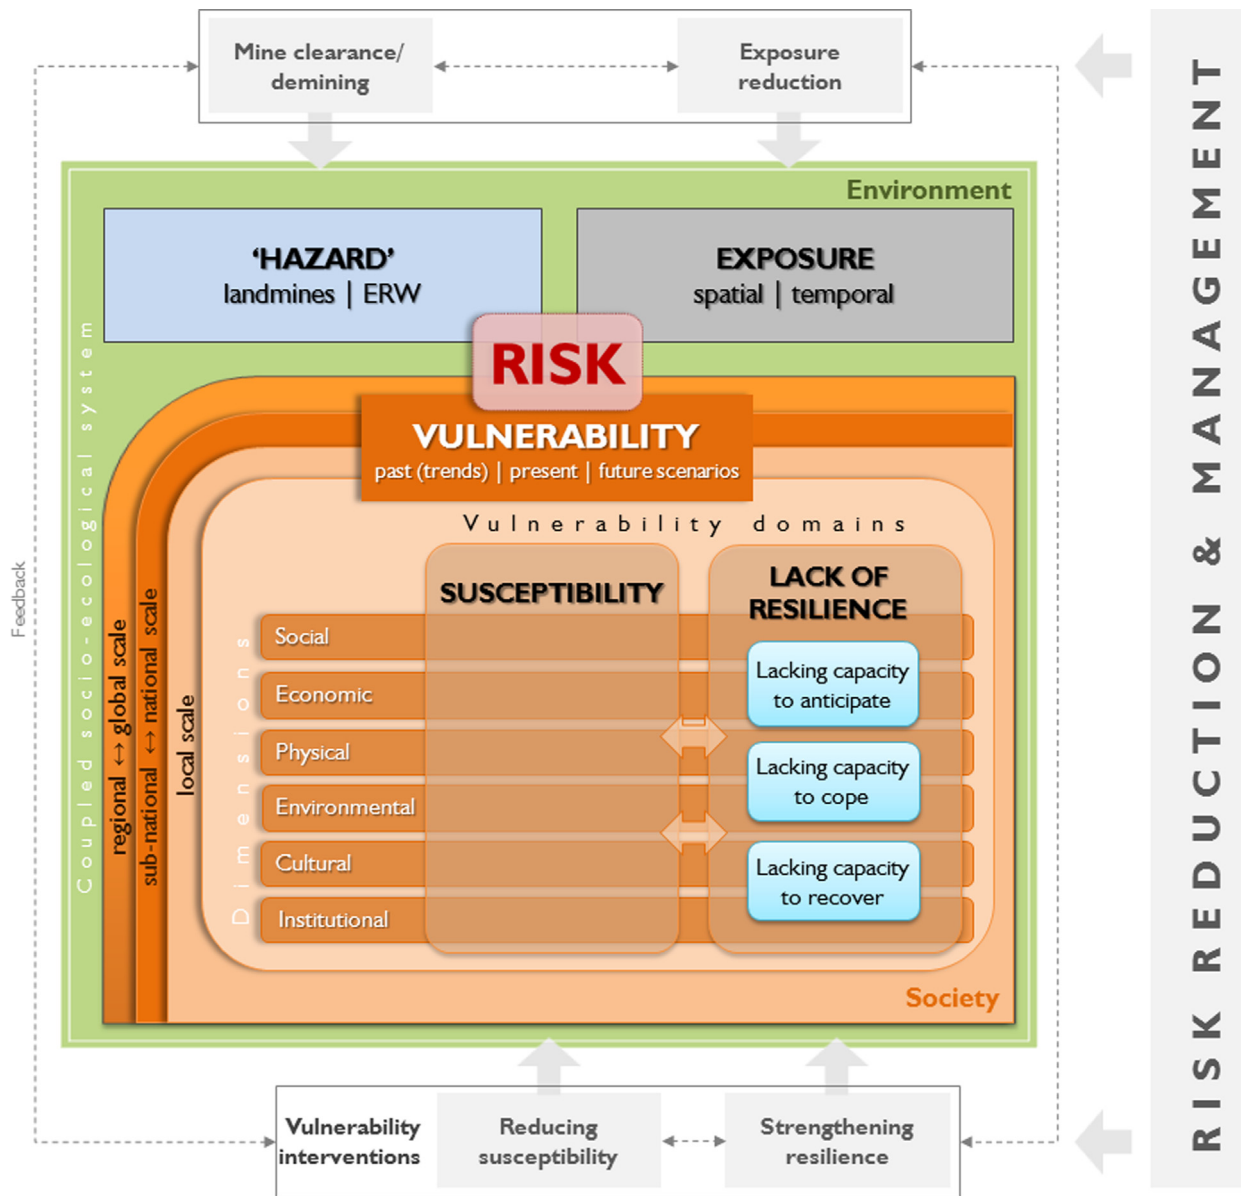 Mine clearance/
demining
Exposure
reduction
RISK REDUCTION & MANAGEMENT
Feedback
Environment
Coupled socio-ecological system
'HAZARD'
landmines | ERW
EXPOSURE
spatial | temporal
RISK
VULNERABILITY
past (trends) | present | future scenarios
regional ↔ global scale
sub-national ↔ national scale
local scale
Vulnerability domains
Dimensions
SUSCEPTIBILITY
LACK OF
RESILIENCE
Social
Economic
Physical
Environmental
Cultural
Institutional
Lacking capacity
to anticipate
Lacking capacity
to cope
Lacking capacity
to recover
Society
Vulnerability
interventions
Reducing
susceptibility
Strengthening
resilience